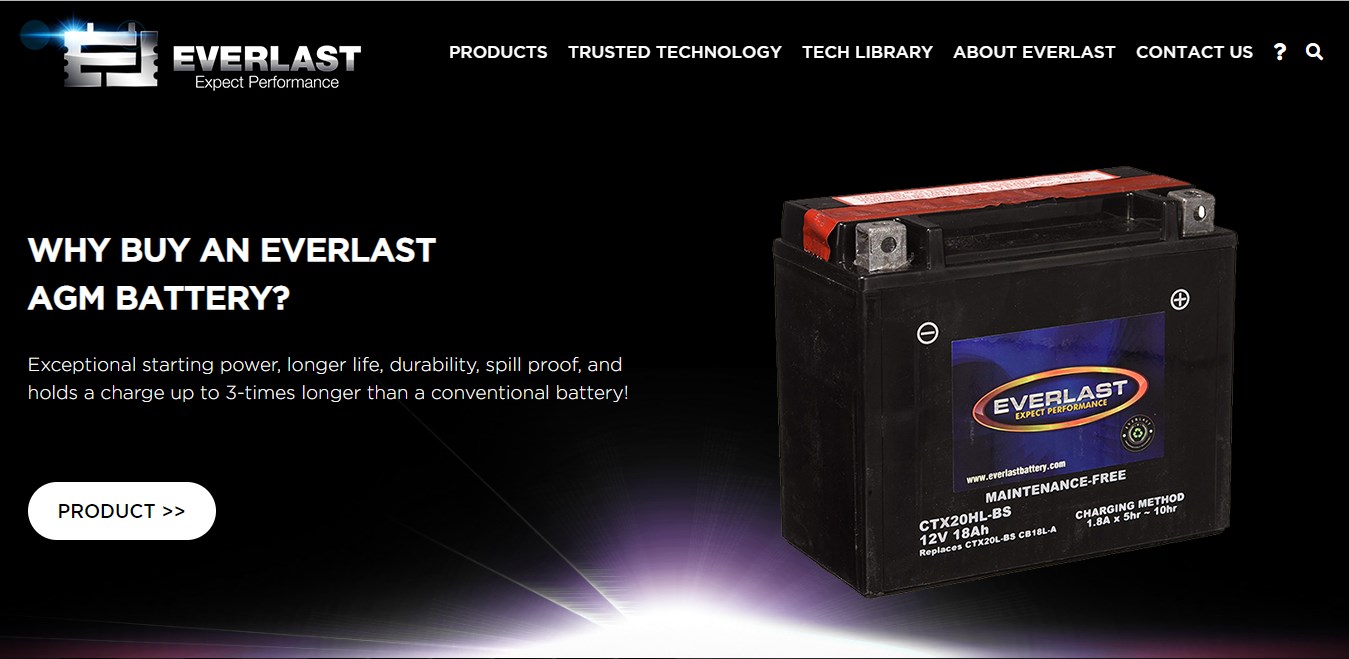 EVERLAST
Expect Performance
PRODUCTS TRUSTED TECHNOLOGY TECH LIBRARY ABOUT EVERLAST CONTACT US ?
WHY BUY AN EVERLAST
AGM BATTERY?
Exceptional starting power, longer life, durability, spill proof, and
holds a charge up to 3-times longer than a conventional battery!
PRODUCT >>
EVERLAST
EXPECT PERFORMANCE
www.everlastbattery.com
MAINTENANCE-FREE
CTX20HL-BS
12V 18Ah
Replaces CTX20L-BS CB18L-A
CHARGING METHOD
1.8A x 5hr ~ 10hr